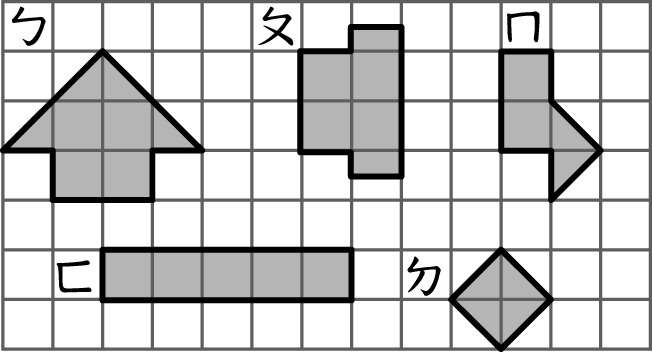 ㄅ ㄆ ㄇ
ㄈ ㄉ